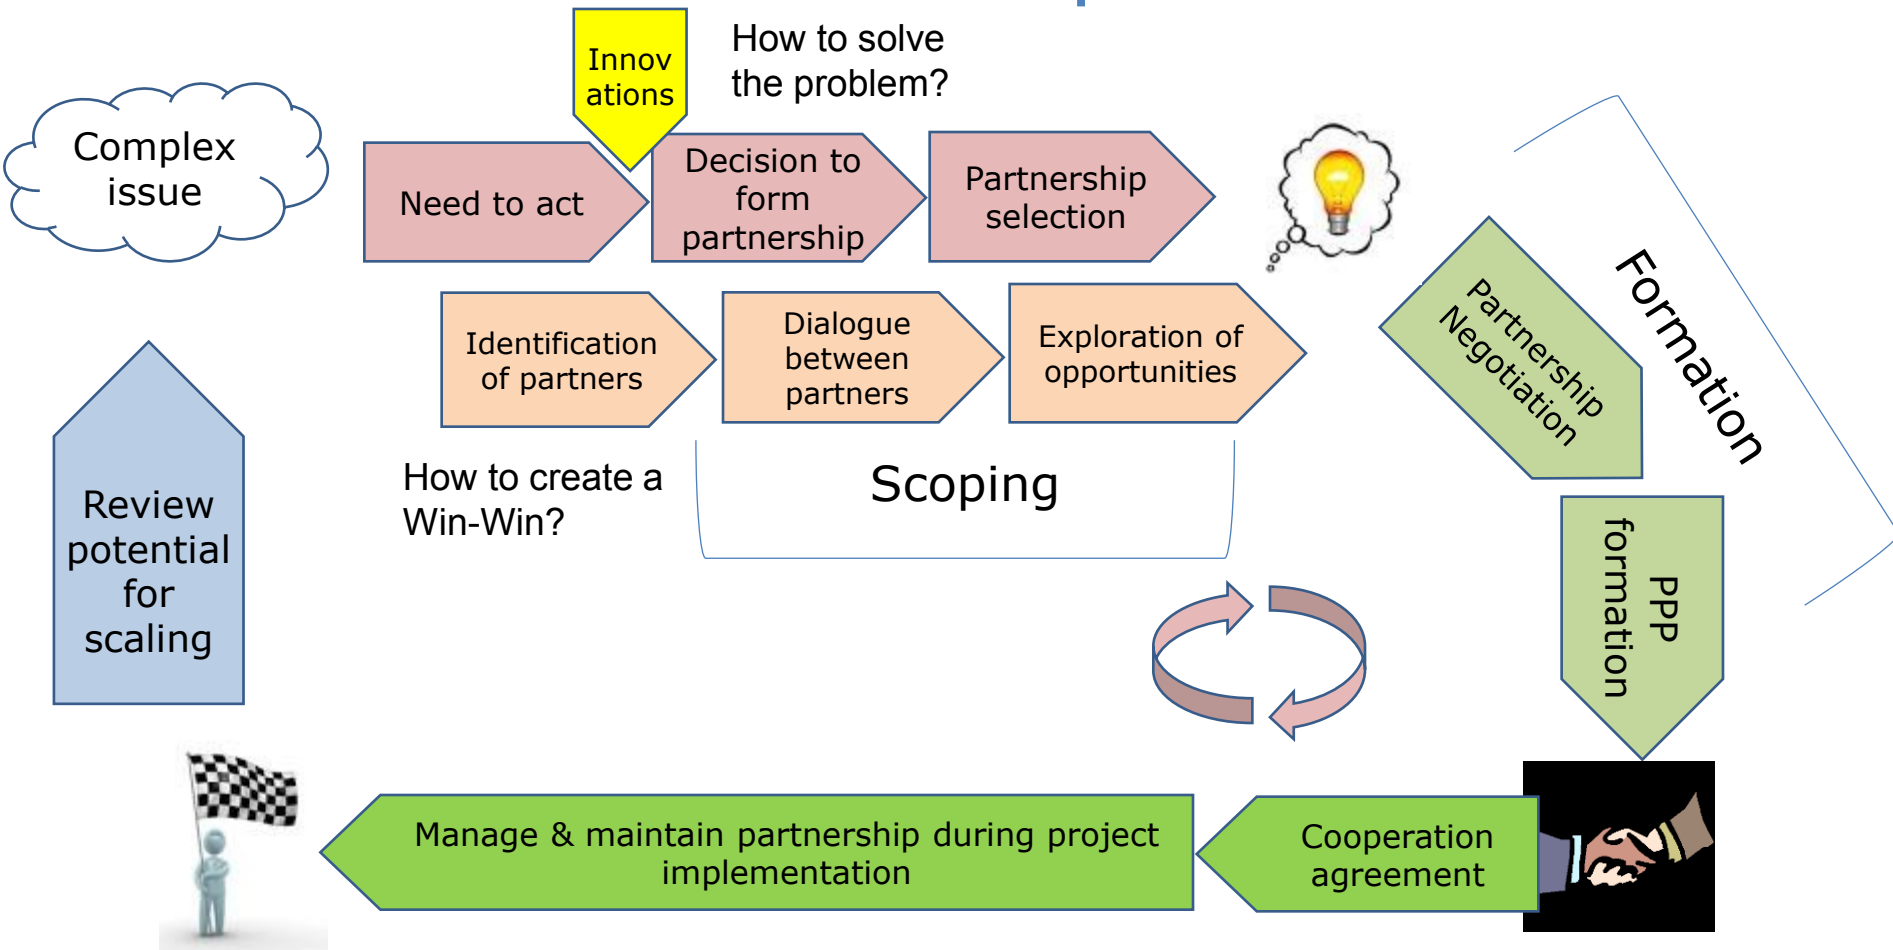 Innov
ations
How to solve
the problem?
Complex
issue
Need to act
Decision to
form
partnership
Partnership
selection
Identification
of partners
Dialogue
between
partners
Exploration of
opportunities
Partnership
Negotiation
Formation
How to create a
Win-Win?
Scoping
Review
potential
for
scaling
PPP
formation
Manage & maintain partnership during project
implementation
Cooperation
agreement